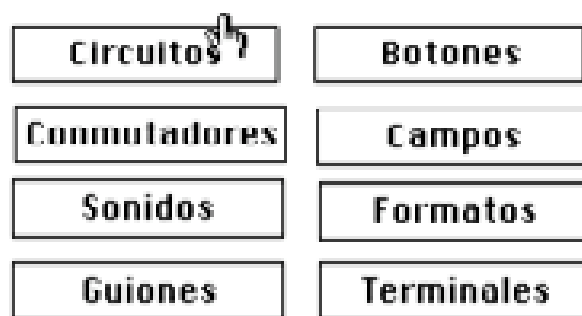 Circuitos
Botones
Conmutadores
Campos
Sonidos
Formatos
Guiones
Terminales